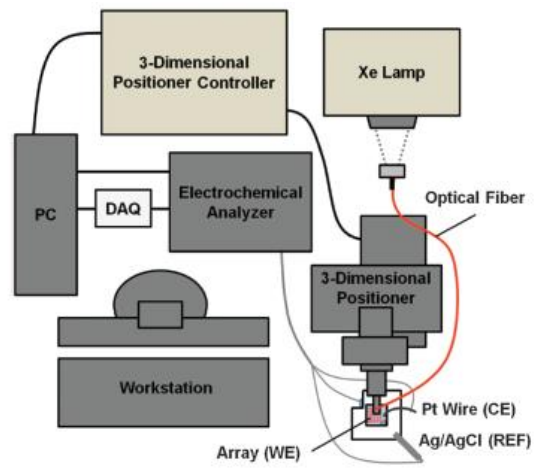 3-Dimensional
Positioner Controller
Xe Lamp
PC
DAQ
Electrochemical
Analyzer
Optical Fiber
3-Dimensional
Positioner
Workstation
Pt Wire (CE)
Ag/AgCl (REF)
Array (WE)